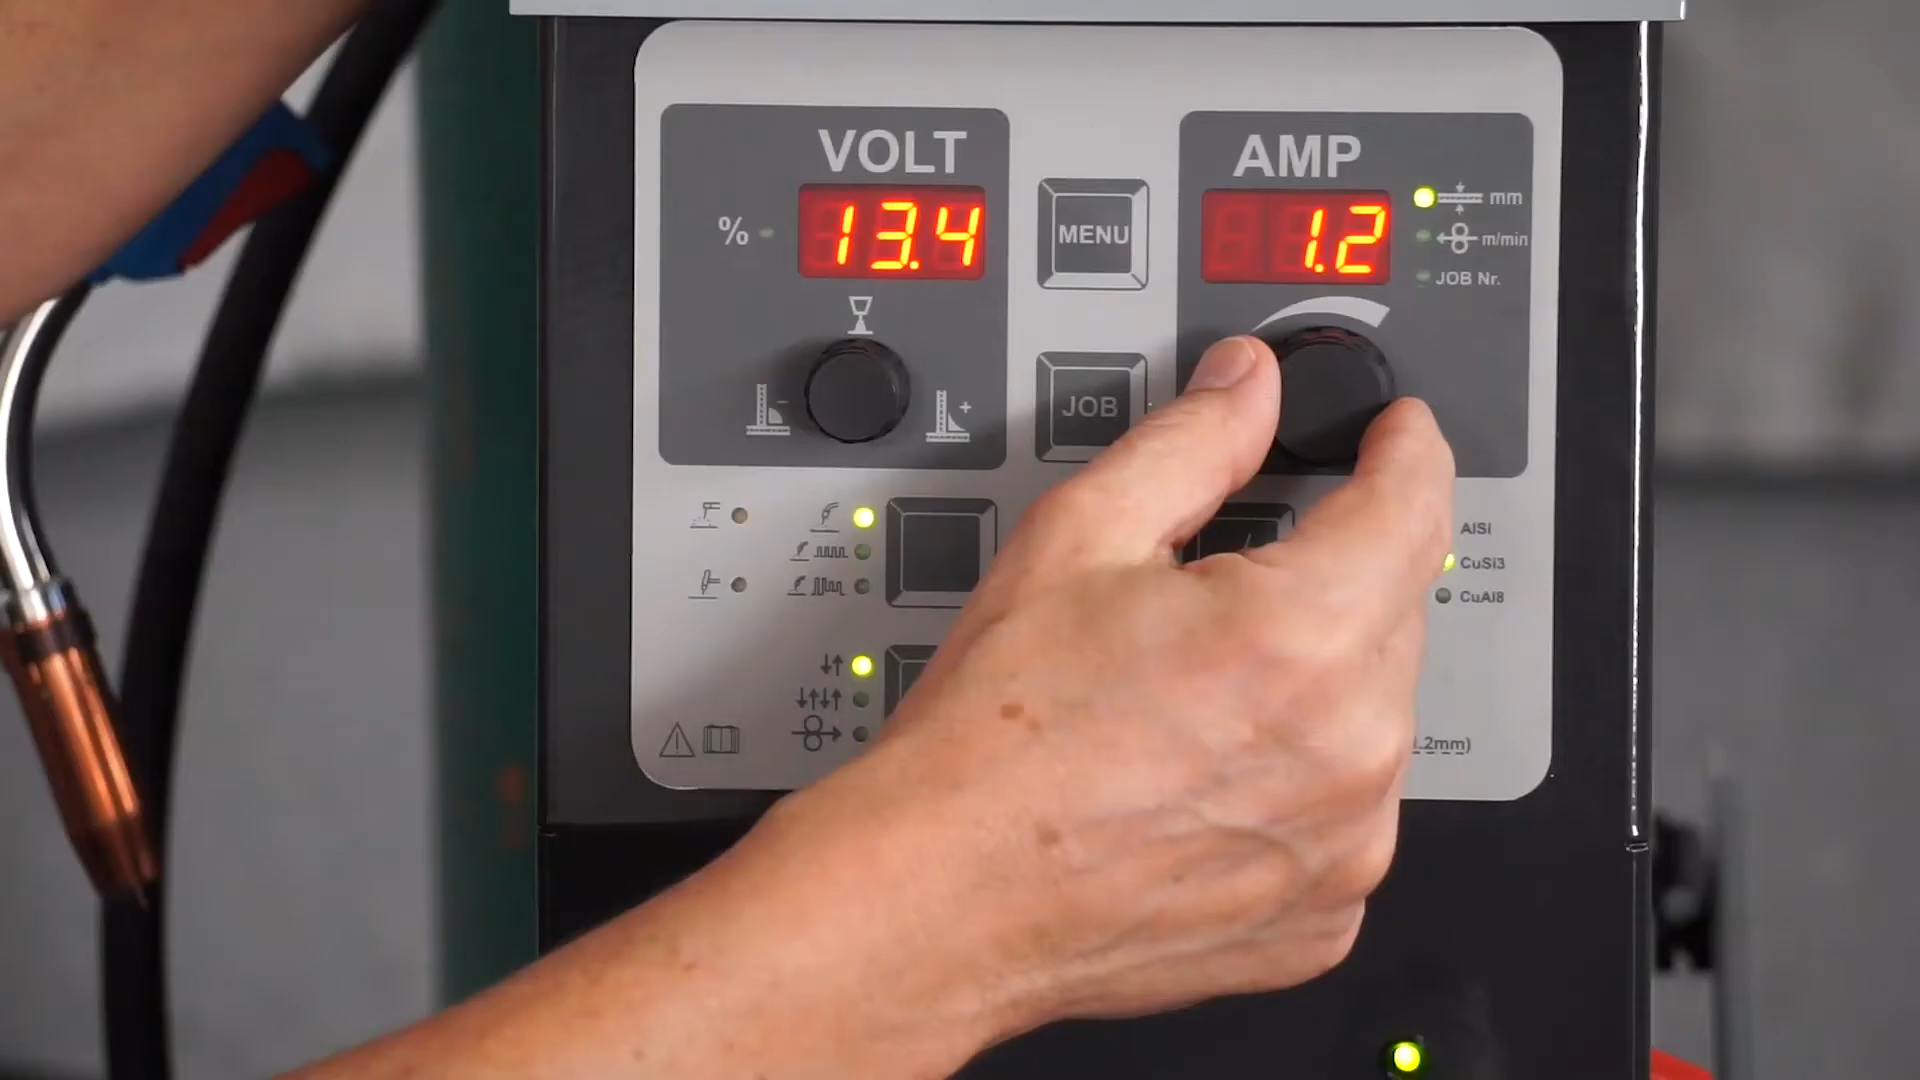 VOLT
AMP
%
13.4
MENU
1.2
mm
m/min
JOB Nr.
JOB
AlSi
CuSi3
CuAl8
.2mm)